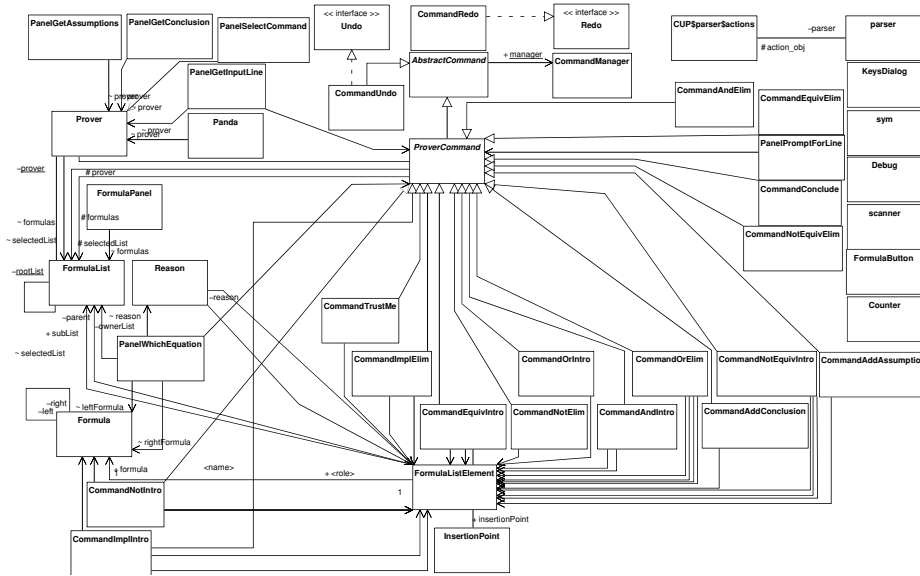 << interface >>
Undo
CommandRedo
<< interface >>
Redo
PanelGetAssumptions
PanelGetConclusion
PanelSelectCommand
CUP$parser$actions
–parser
# action_obj
parser
AbstractCommand
+ manager
CommandManager
PanelGetInputLine
CommandUndo
KeysDialog
CommandAndElim
CommandEquivElim
~ prover
~ prover
~ prover
~ prover
Prover
Panda
sym
ProverCommand
PanelPromptForLine
Debug
–prover
# prover
FormulaPanel
CommandConclude
~ formulas
# formulas
scanner
~ selectedList
# selectedList
~ formulas
CommandNotEquivElim
FormulaButton
–rootList
FormulaList
Reason
–reason
Counter
CommandTrustMe
–parent
~ reason
+ subList
–ownerList
PanelWhichEquation
~ selectedList
CommandImplElim
CommandOrIntro
CommandOrElim
CommandNotEquivIntro
CommandAddAssumptio
–right
–left
~ leftFormula
Formula
CommandEquivIntro
CommandNotElim
CommandAndIntro
CommandAddConclusion
~ rightFormula
+ formula
<name>
+ <role>
FormulaListElement
1
CommandNotIntro
1
+ insertionPoint
CommandImplIntro
InsertionPoint